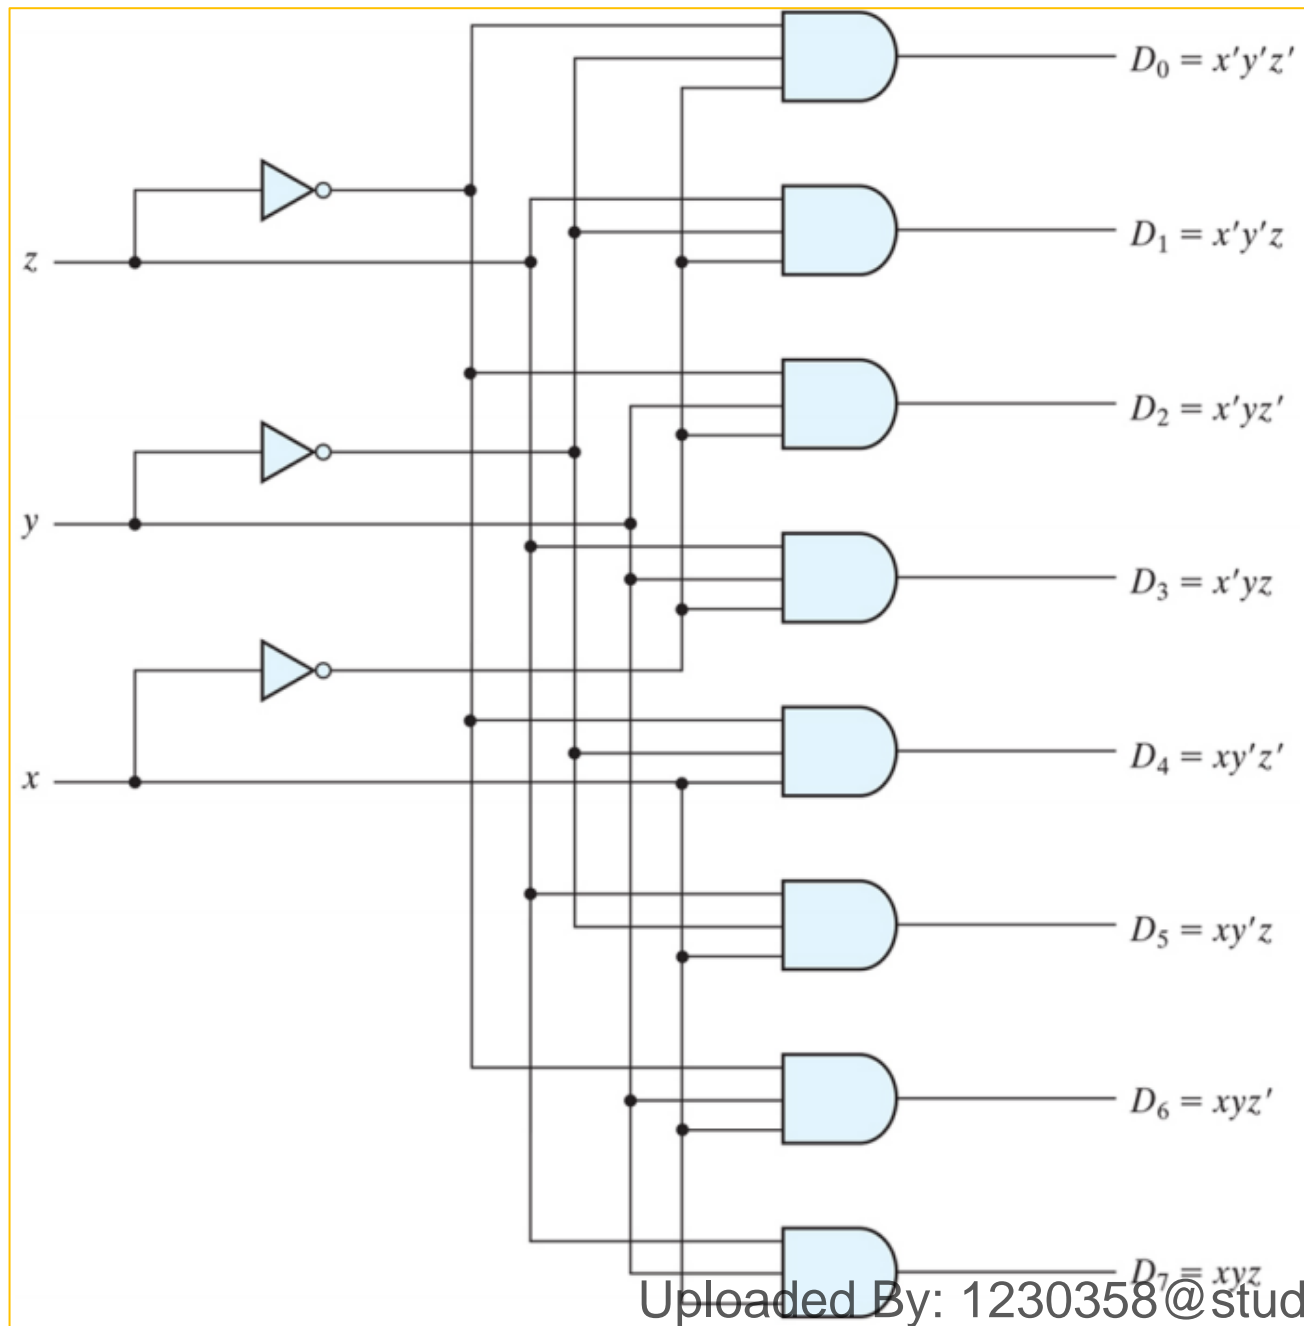 D₀ = x′y′z′
D₁ = x′y′z
z
D₂ = x′yz′
y
D₃ = x′yz
D₄ = xy′z′
x
D₅ = xy′z
D₆ = xyz′
D₇ = xyz
Uploaded By: 1230358@stud